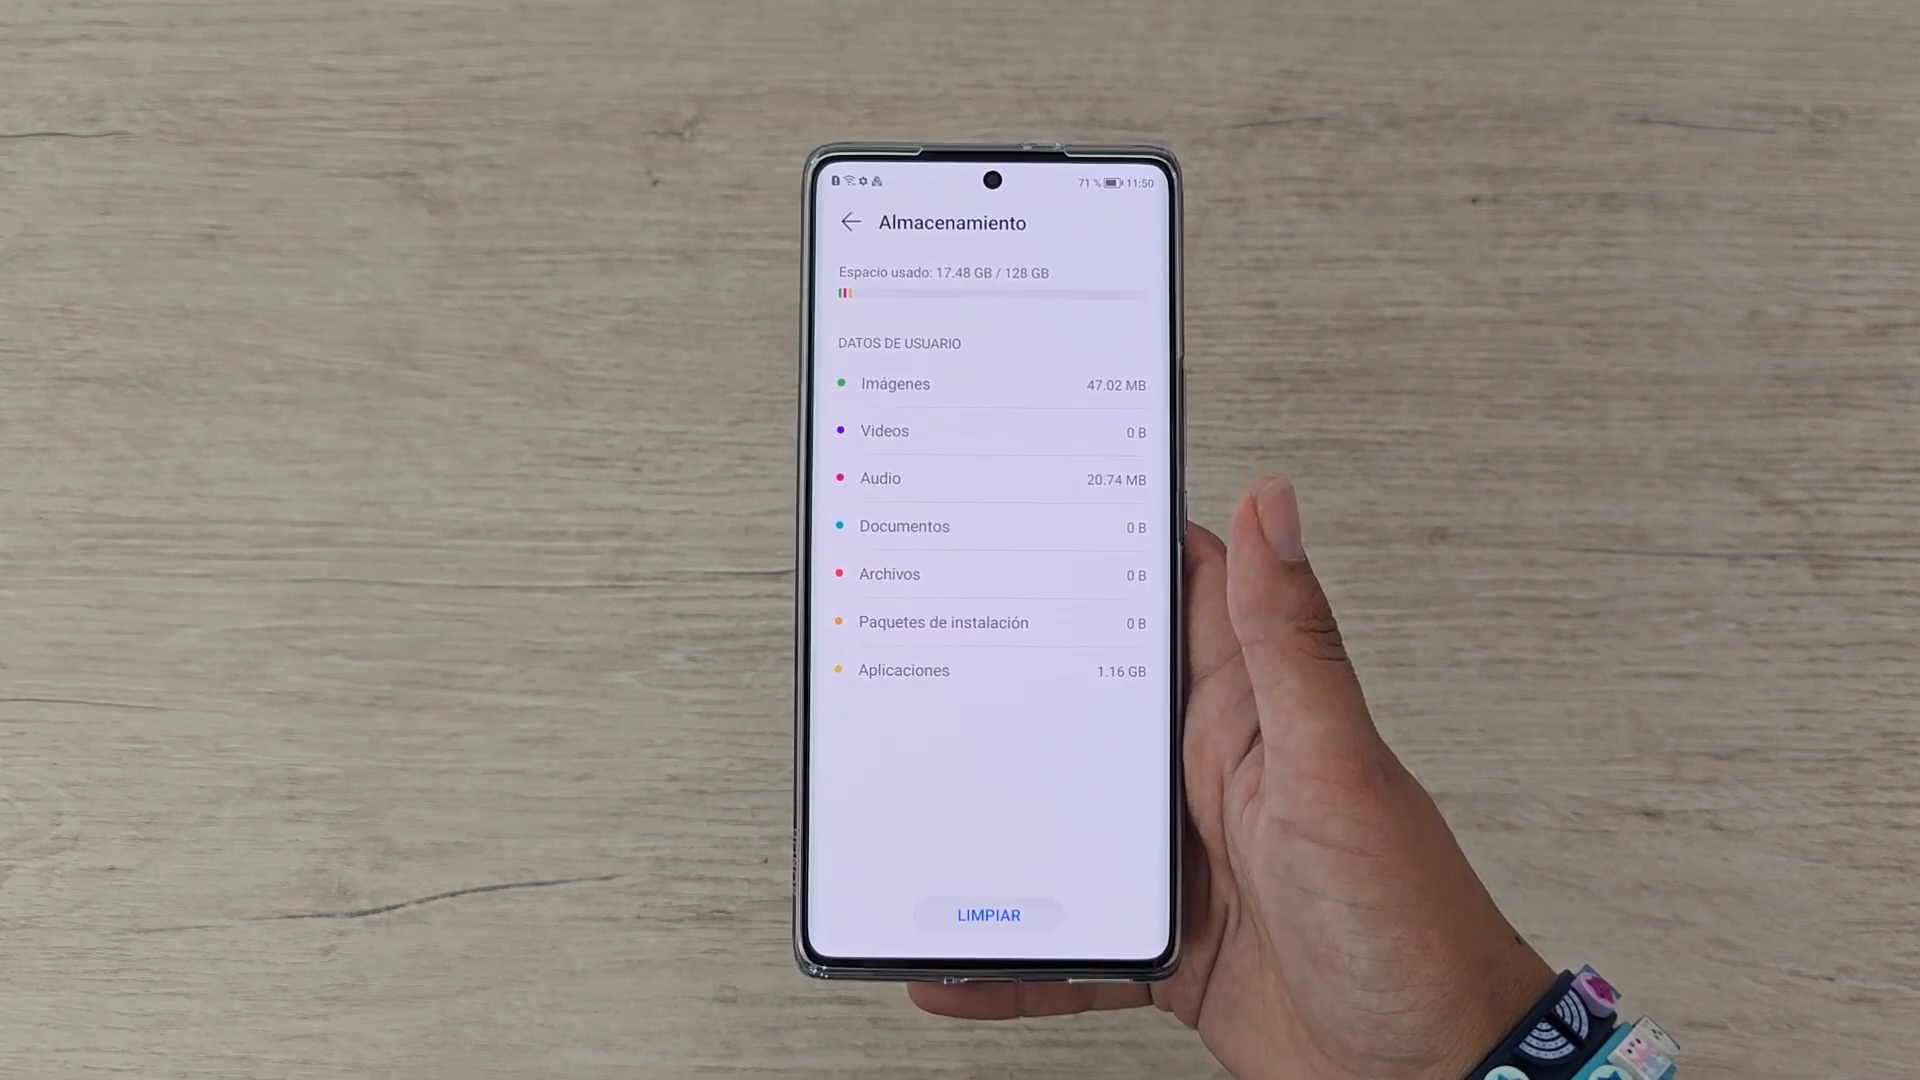 71 % 11:50
Almacenamiento
Espacio usado: 17.48 GB / 128 GB
DATOS DE USUARIO
Imágenes 47.02 MB
Videos 0 B
Audio 20.74 MB
Documentos 0 B
Archivos 0 B
Paquetes de instalación 0 B
Aplicaciones 1.16 GB
LIMPIAR